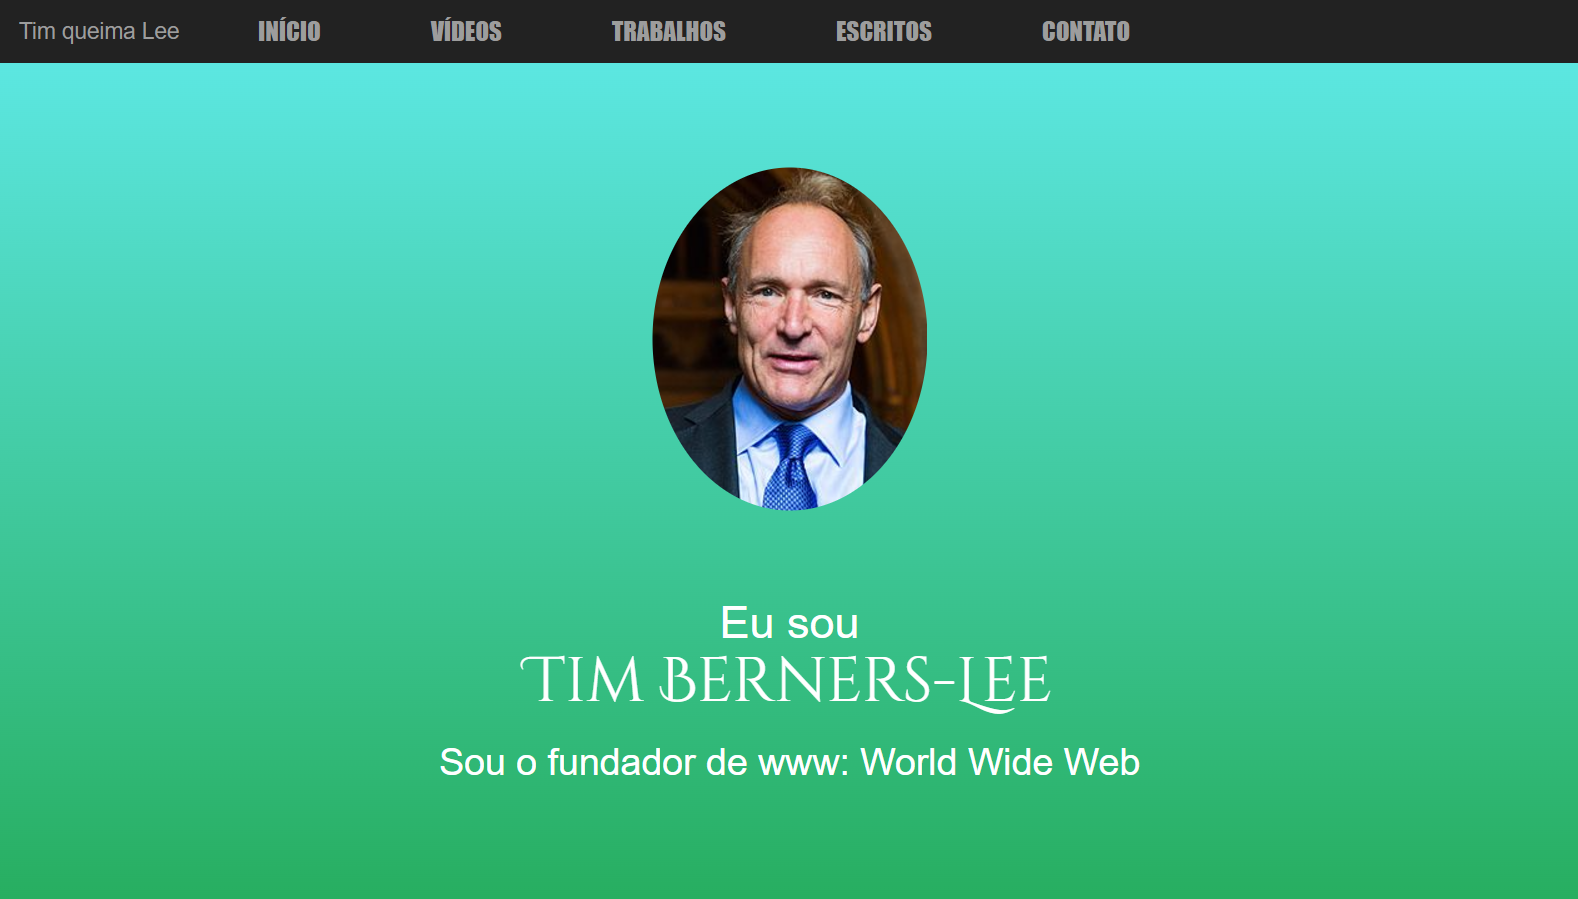 Tim queima Lee INÍCIO VÍDEOS TRABALHOS ESCRITOS CONTATO
Eu sou
TIM BERNERS-LEE
Sou o fundador de www: World Wide Web